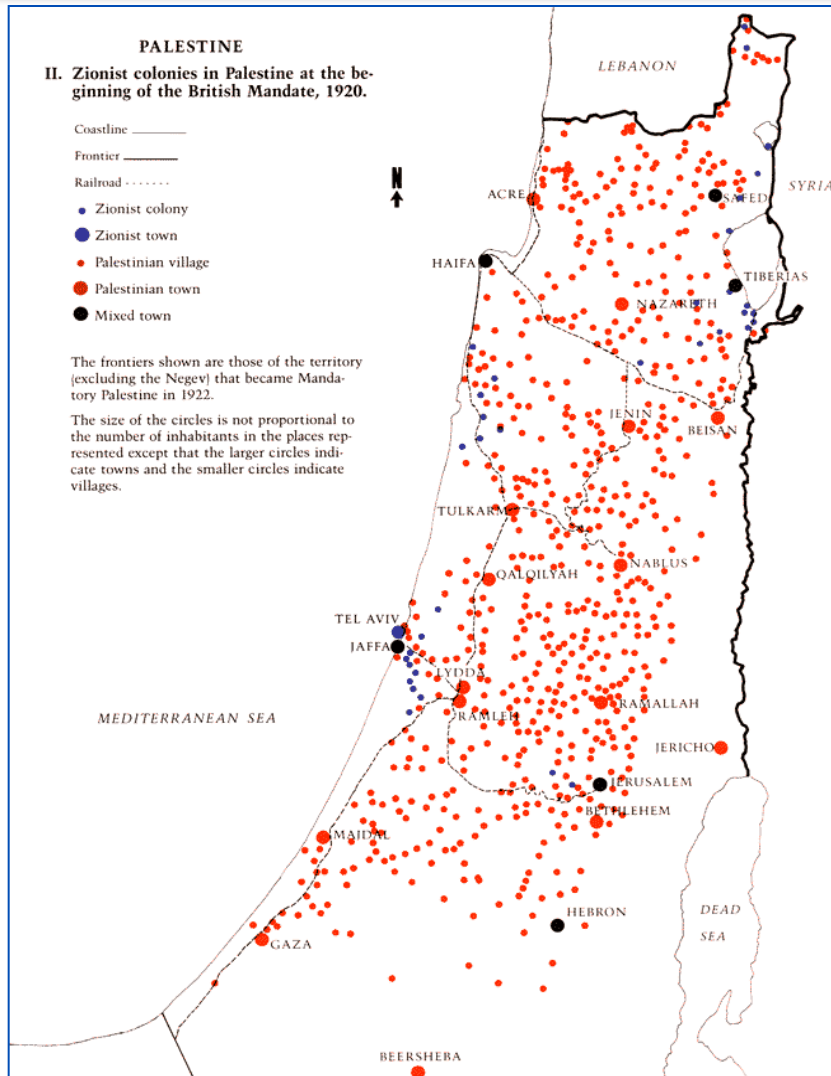 PALESTINE
II. Zionist colonies in Palestine at the be-
ginning of the British Mandate, 1920.
Coastline
Frontier
Railroad
Zionist colony
Zionist town
Palestinian village
Palestinian town
Mixed town
The frontiers shown are those of the territory
(excluding the Negev) that became Manda-
tory Palestine in 1922.
The size of the circles is not proportional to
the number of inhabitants in the places rep-
resented except that the larger circles indi-
cate towns and the smaller circles indicate
villages.
N
LEBANON
SYRIA
ACRE
SAFED
HAIFA
TIBERIAS
NAZARETH
JENIN
BEISAN
TULKARM
NABLUS
QALQILYAH
TEL AVIV
JAFFA
LYDDA
RAMLEH
RAMALLAH
MEDITERRANEAN SEA
JERICHO
JERUSALEM
BETHLEHEM
MAJDAL
HEBRON
DEAD
SEA
GAZA
BEERSHEBA